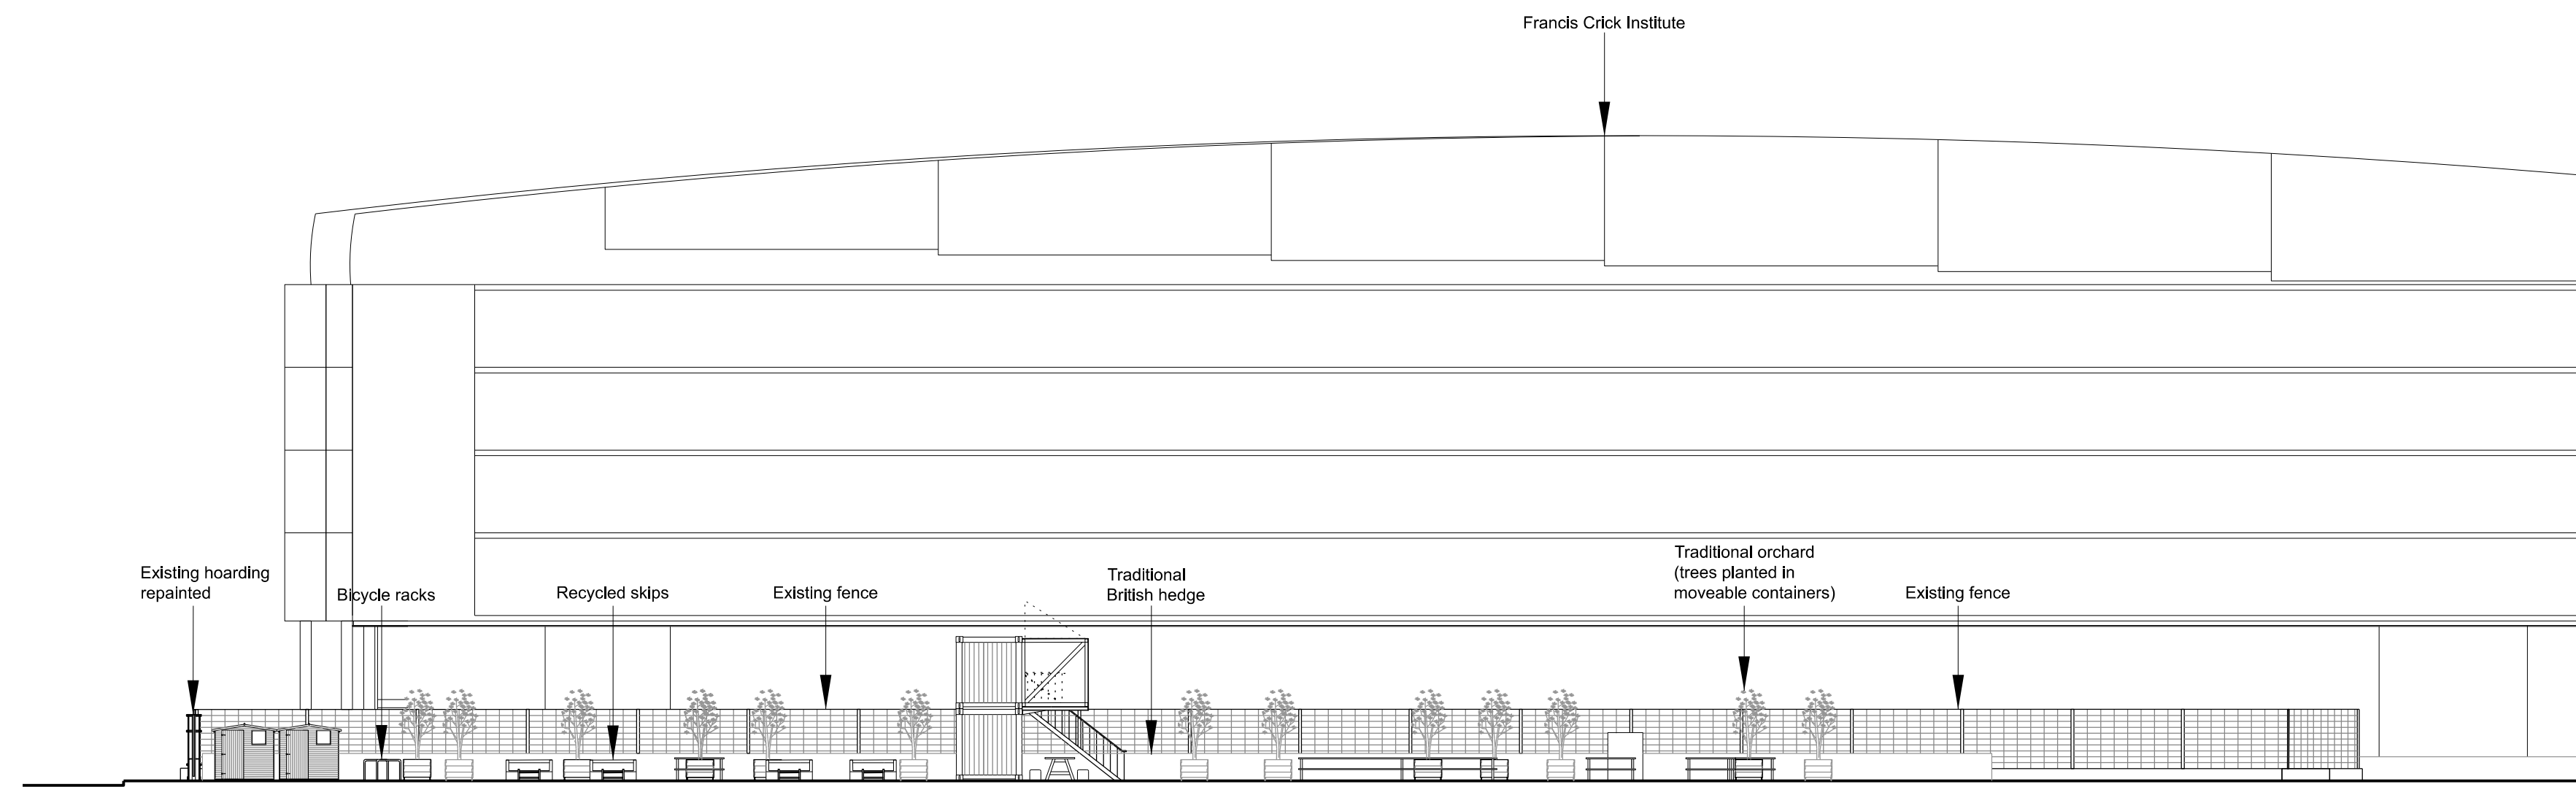 Francis Crick Institute
Existing hoarding
repainted
Bicycle racks
Recycled skips
Existing fence
Traditional
British hedge
Traditional orchard
(trees planted in
moveable containers)
Existing fence